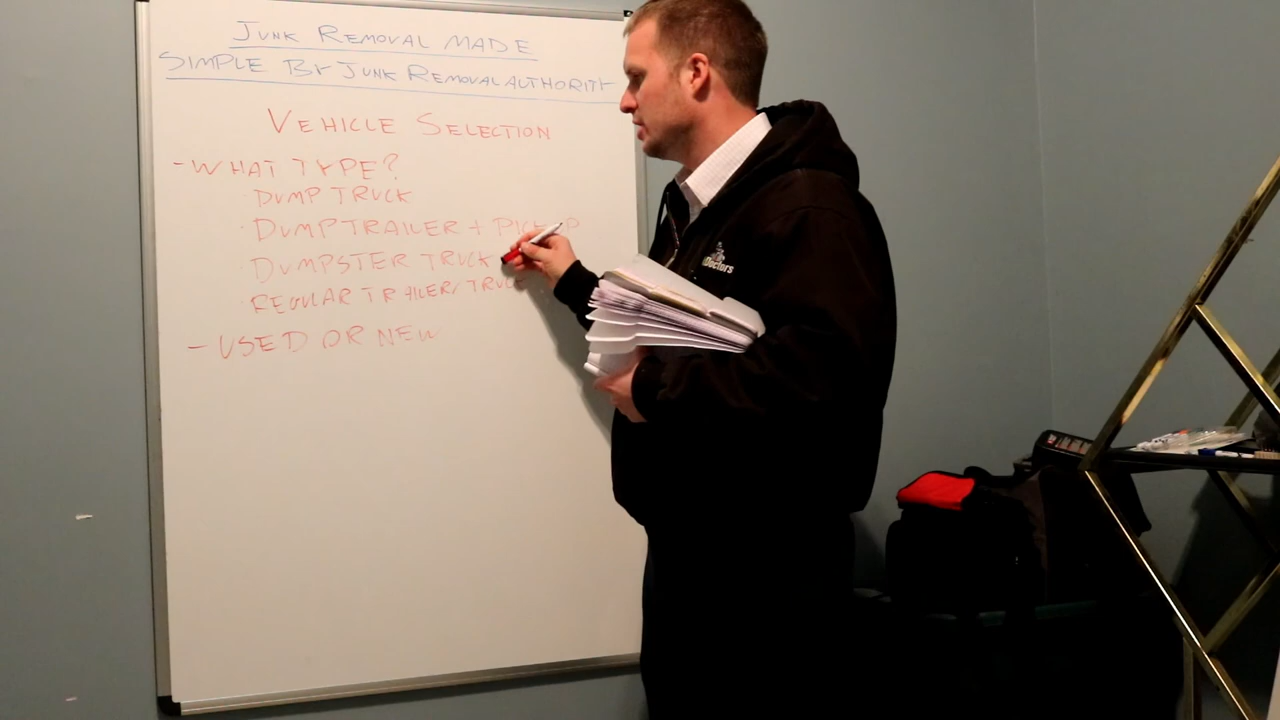 JUNK REMOVAL MADE
SIMPLE BY JUNK REMOVAL AUTHORITY
VEHICLE SELECTION
- WHAT TYPE?
· DUMP TRUCK
· DUMP TRAILER + PICKUP
· DUMPSTER TRUCK
· REGULAR TRAILER/TRUCK
- USED OR NEW
Doctors